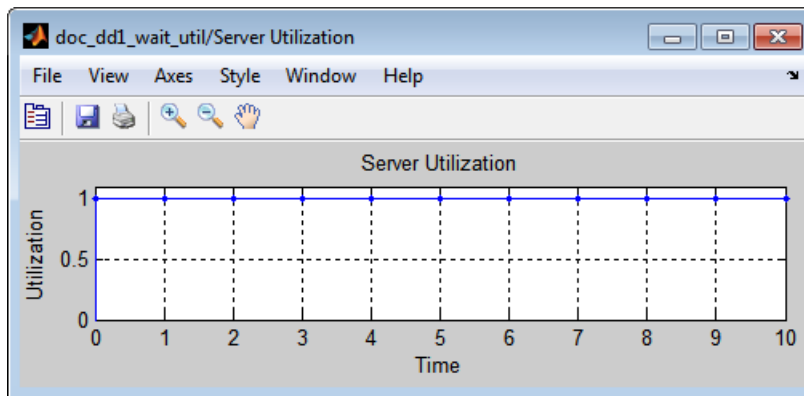 doc_dd1_wait_util/Server Utilization
File View Axes Style Window Help
Server Utilization
Utilization
1
0.5
0
0 1 2 3 4 5 6 7 8 9 10
Time